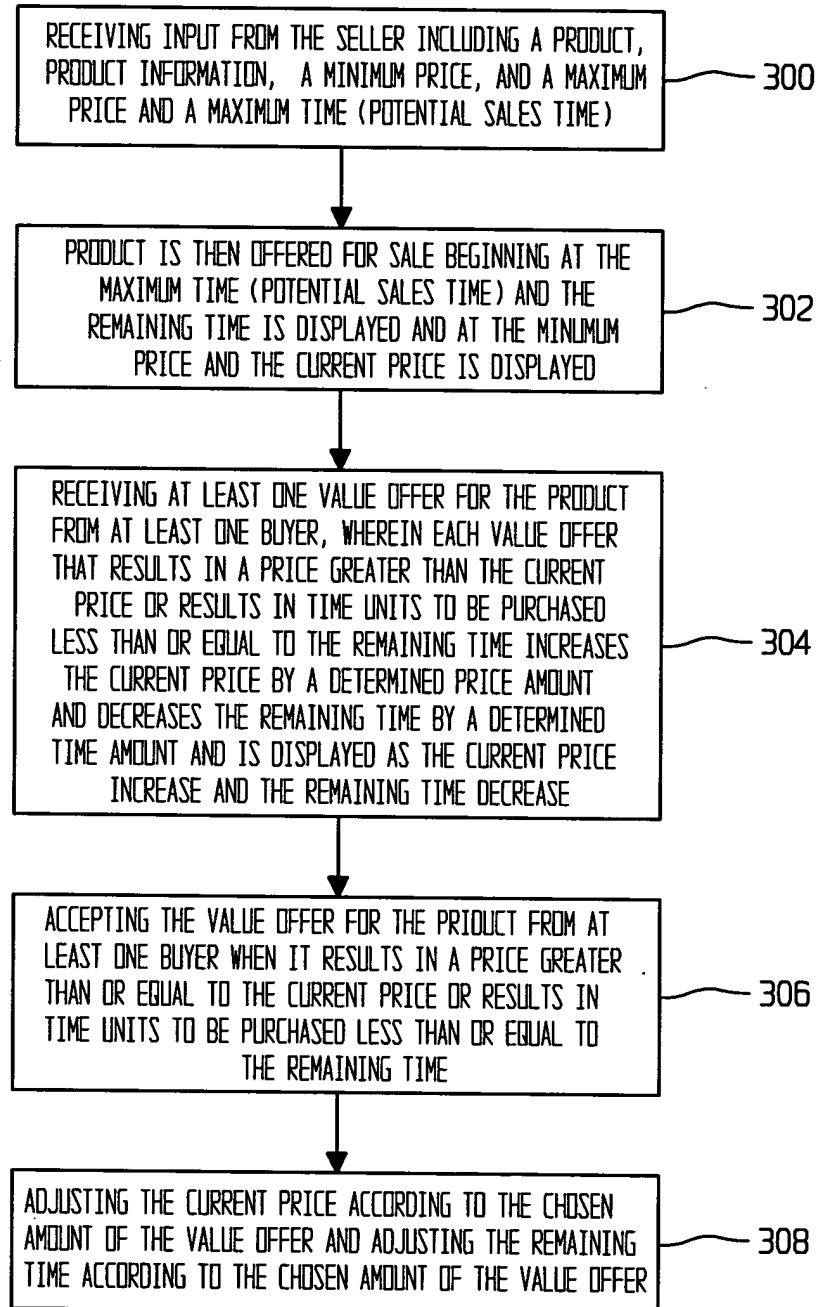 RECEIVING INPUT FROM THE SELLER INCLUDING A PRODUCT,
PRODUCT INFORMATION, A MINIMUM PRICE, AND A MAXIMUM
PRICE AND A MAXIMUM TIME (POTENTIAL SALES TIME)
300
PRODUCT IS THEN OFFERED FOR SALE BEGINNING AT THE
MAXIMUM TIME (POTENTIAL SALES TIME) AND THE
REMAINING TIME IS DISPLAYED AND AT THE MINUMUM
PRICE AND THE CURRENT PRICE IS DISPLAYED
302
RECEIVING AT LEAST ONE VALUE OFFER FOR THE PRODUCT
FROM AT LEAST ONE BUYER, WHEREIN EACH VALUE OFFER
THAT RESULTS IN A PRICE GREATER THAN THE CURRENT
PRICE OR RESULTS IN TIME UNITS TO BE PURCHASED
LESS THAN OR EQUAL TO THE REMAINING TIME INCREASES
THE CURRENT PRICE BY A DETERMINED PRICE AMOUNT
AND DECREASES THE REMAINING TIME BY A DETERMINED
TIME AMOUNT AND IS DISPLAYED AS THE CURRENT PRICE
INCREASE AND THE REMAINING TIME DECREASE
304
ACCEPTING THE VALUE OFFER FOR THE PRIDUCT FROM AT
LEAST ONE BUYER WHEN IT RESULTS IN A PRICE GREATER
THAN OR EQUAL TO THE CURRENT PRICE OR RESULTS IN
TIME UNITS TO BE PURCHASED LESS THAN OR EQUAL TO
THE REMAINING TIME
306
ADJUSTING THE CURRENT PRICE ACCORDING TO THE CHOSEN
AMOUNT OF THE VALUE OFFER AND ADJUSTING THE REMAINING
TIME ACCORDING TO THE CHOSEN AMOUNT OF THE VALUE OFFER
308